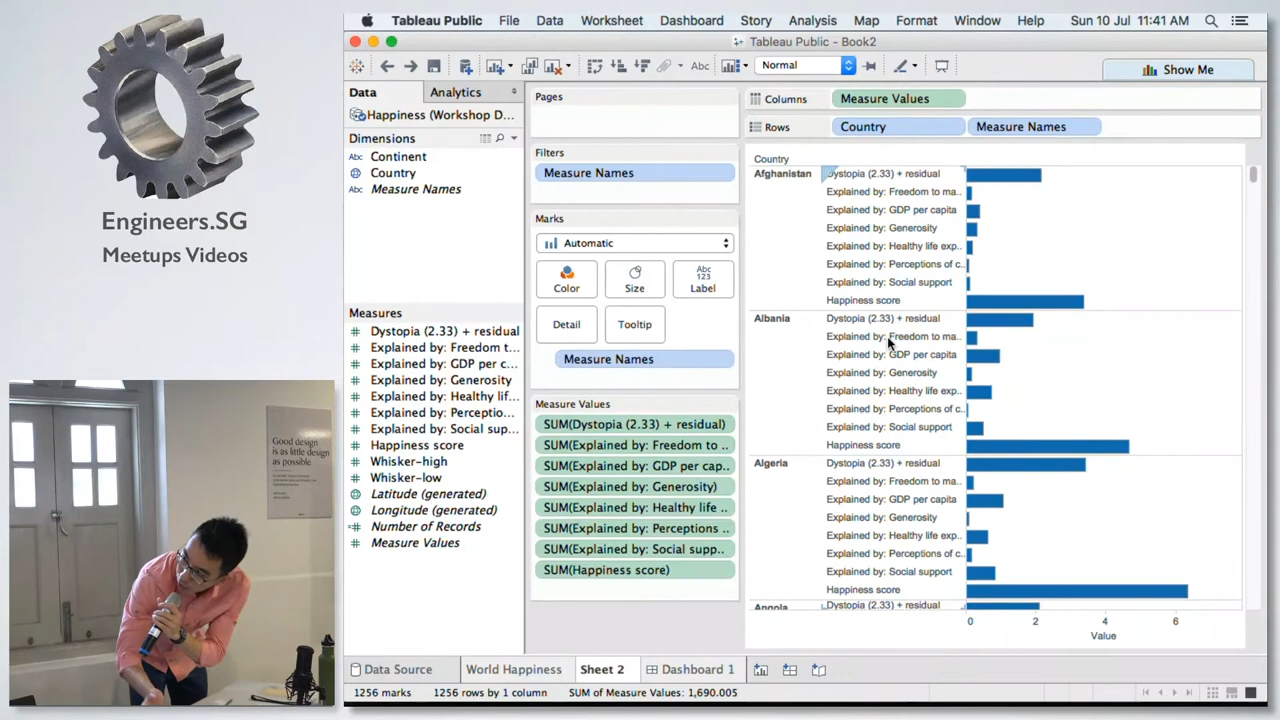 Engineers.SG
Meetups Videos
Good design
is as little design
as possible
Tableau Public File Data Worksheet Dashboard Story Analysis Map Format Window Help Sun 10 Jul 11:41 AM
Tableau Public - Book2
Abc Normal Show Me
Data Analytics
Happiness (Workshop D...
Dimensions
Abc Continent
Country
Abc Measure Names
Measures
Dystopia (2.33) + residual
Explained by: Freedom t...
Explained by: GDP per c...
Explained by: Generosity
Explained by: Healthy lif...
Explained by: Perceptio...
Explained by: Social sup...
Happiness score
Whisker-high
Whisker-low
Latitude (generated)
Longitude (generated)
Number of Records
Measure Values
Pages
Filters
Measure Names
Marks
Automatic
Color Size Abc 123 Label
Detail Tooltip
Measure Names
Measure Values
SUM(Dystopia (2.33) + residual)
SUM(Explained by: Freedom to ..
SUM(Explained by: GDP per cap..
SUM(Explained by: Generosity)
SUM(Explained by: Healthy life ..
SUM(Explained by: Perceptions ..
SUM(Explained by: Social supp..
SUM(Happiness score)
Columns Measure Values
Rows Country Measure Names
Country
Afghanistan Dystopia (2.33) + residual
Explained by: Freedom to ma..
Explained by: GDP per capita
Explained by: Generosity
Explained by: Healthy life exp..
Explained by: Perceptions of c..
Explained by: Social support
Happiness score
Albania Dystopia (2.33) + residual
Explained by: Freedom to ma..
Explained by: GDP per capita
Explained by: Generosity
Explained by: Healthy life exp..
Explained by: Perceptions of c..
Explained by: Social support
Happiness score
Algeria Dystopia (2.33) + residual
Explained by: Freedom to ma..
Explained by: GDP per capita
Explained by: Generosity
Explained by: Healthy life exp..
Explained by: Perceptions of c..
Explained by: Social support
Happiness score
Angola Dystopia (2.33) + residual
0 2 4 6
Value
Data Source World Happiness Sheet 2 Dashboard 1
1256 marks 1256 rows by 1 column SUM of Measure Values: 1,690.005